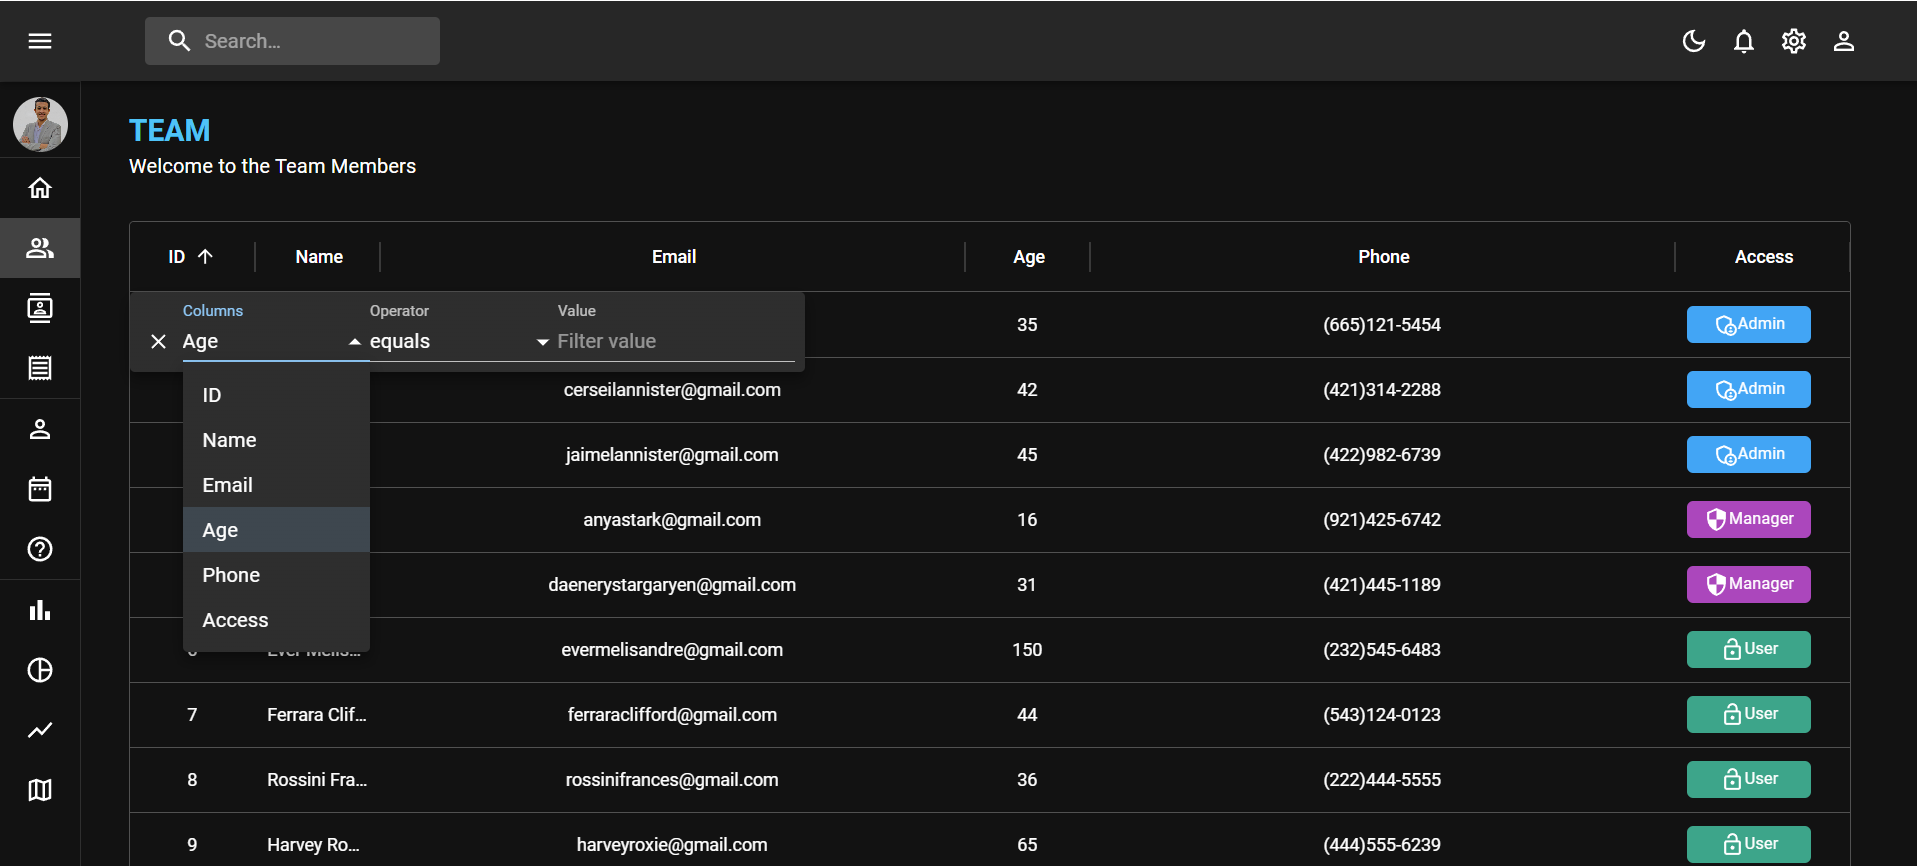 Search…
TEAM
Welcome to the Team Members
ID Name Email Age Phone Access
Columns Operator Value
Age equals Filter value
35 (665)121-5454 Admin
ID
cerseilannister@gmail.com 42 (421)314-2288 Admin
Name
jaimelannister@gmail.com 45 (422)982-6739 Admin
Email
anyastark@gmail.com 16 (921)425-6742 Manager
Age
Phone
daenerystargaryen@gmail.com 31 (421)445-1189 Manager
Access
evermelisandre@gmail.com 150 (232)545-6483 User
7 Ferrara Clif… ferraraclifford@gmail.com 44 (543)124-0123 User
8 Rossini Fra… rossinifrances@gmail.com 36 (222)444-5555 User
9 Harvey Ro… harveyroxie@gmail.com 65 (444)555-6239 User